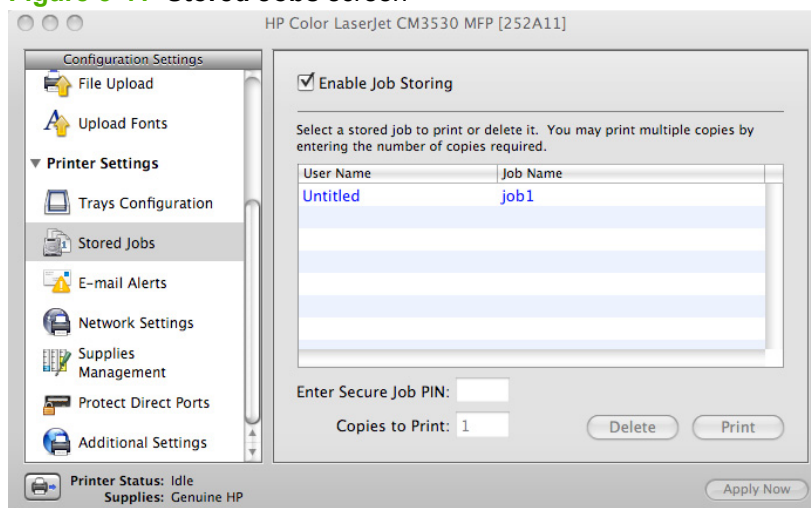 HP Color LaserJet CM3530 MFP [252A11]
Configuration Settings
File Upload
Upload Fonts
Printer Settings
Trays Configuration
Stored Jobs
E-mail Alerts
Network Settings
Supplies
Management
Protect Direct Ports
Additional Settings
Enable Job Storing
Select a stored job to print or delete it. You may print multiple copies by
entering the number of copies required.
User Name Job Name
Untitled job1
Enter Secure Job PIN:
Copies to Print: 1
Delete Print
Printer Status: Idle
Supplies: Genuine HP
Apply Now